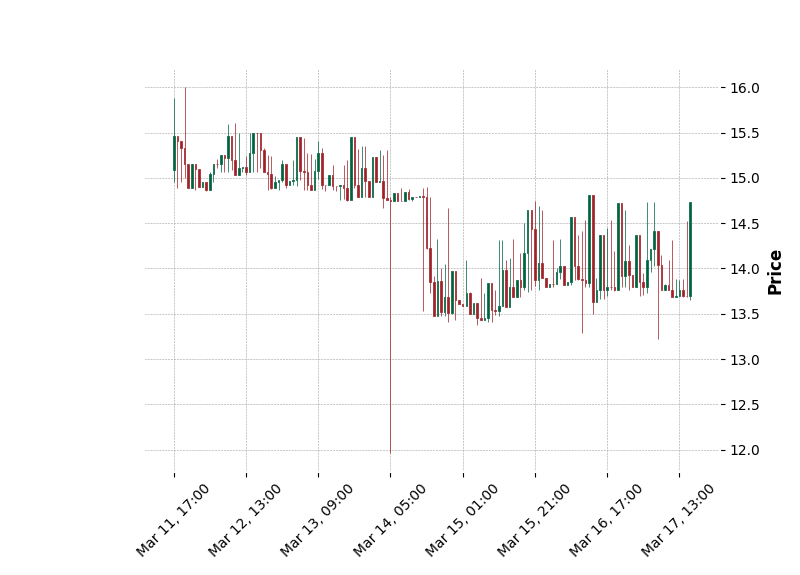 16.0
15.5
15.0
14.5
14.0
13.5
13.0
12.5
12.0
Price
Mar 11, 17:00
Mar 12, 13:00
Mar 13, 09:00
Mar 14, 05:00
Mar 15, 01:00
Mar 15, 21:00
Mar 16, 17:00
Mar 17, 13:00